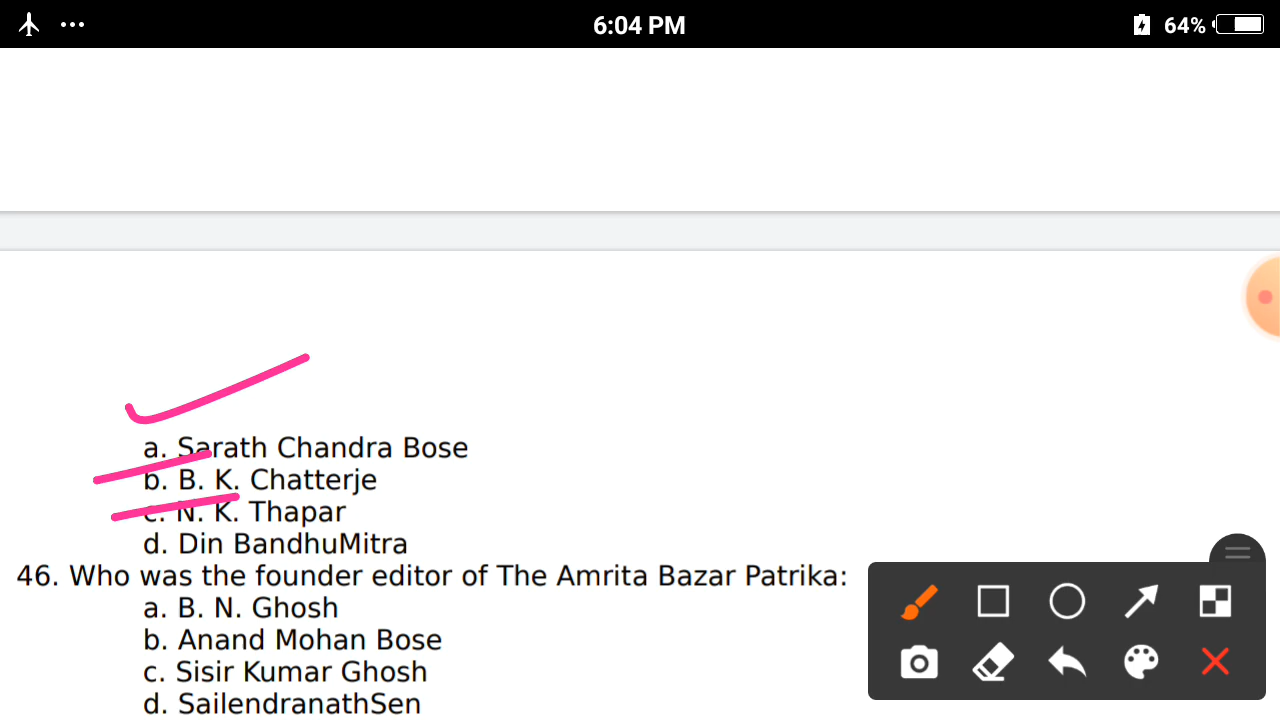 6:04 PM
64%
a. Sarath Chandra Bose
b. B. K. Chatterje
c. N. K. Thapar
d. Din BandhuMitra
46. Who was the founder editor of The Amrita Bazar Patrika:
a. B. N. Ghosh
b. Anand Mohan Bose
c. Sisir Kumar Ghosh
d. SailendranathSen